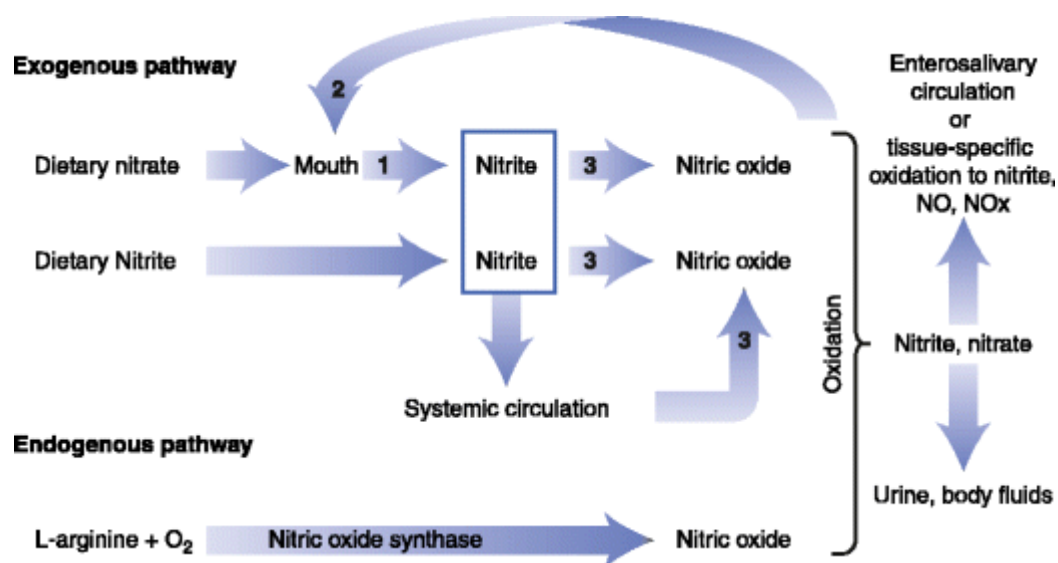 Exogenous pathway
2
Enterosalivary
circulation
or
tissue-specific
oxidation to nitrite,
NO, NOx
Dietary nitrate Mouth 1 Nitrite 3 Nitric oxide
Dietary Nitrite Nitrite 3 Nitric oxide
3
Oxidation
Nitrite, nitrate
Systemic circulation
Endogenous pathway
Urine, body fluids
L-arginine + O₂ Nitric oxide synthase Nitric oxide